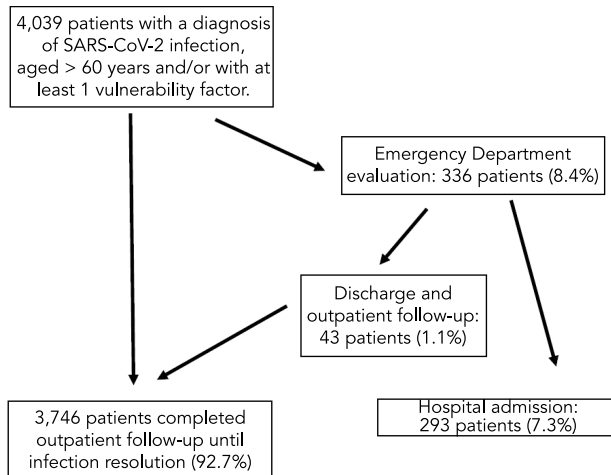 4,039 patients with a diagnosis
of SARS-CoV-2 infection,
aged > 60 years and/or with at
least 1 vulnerability factor.
Emergency Department
evaluation: 336 patients (8.4%)
Discharge and
outpatient follow-up:
43 patients (1.1%)
3,746 patients completed
outpatient follow-up until
infection resolution (92.7%)
Hospital admission:
293 patients (7.3%)